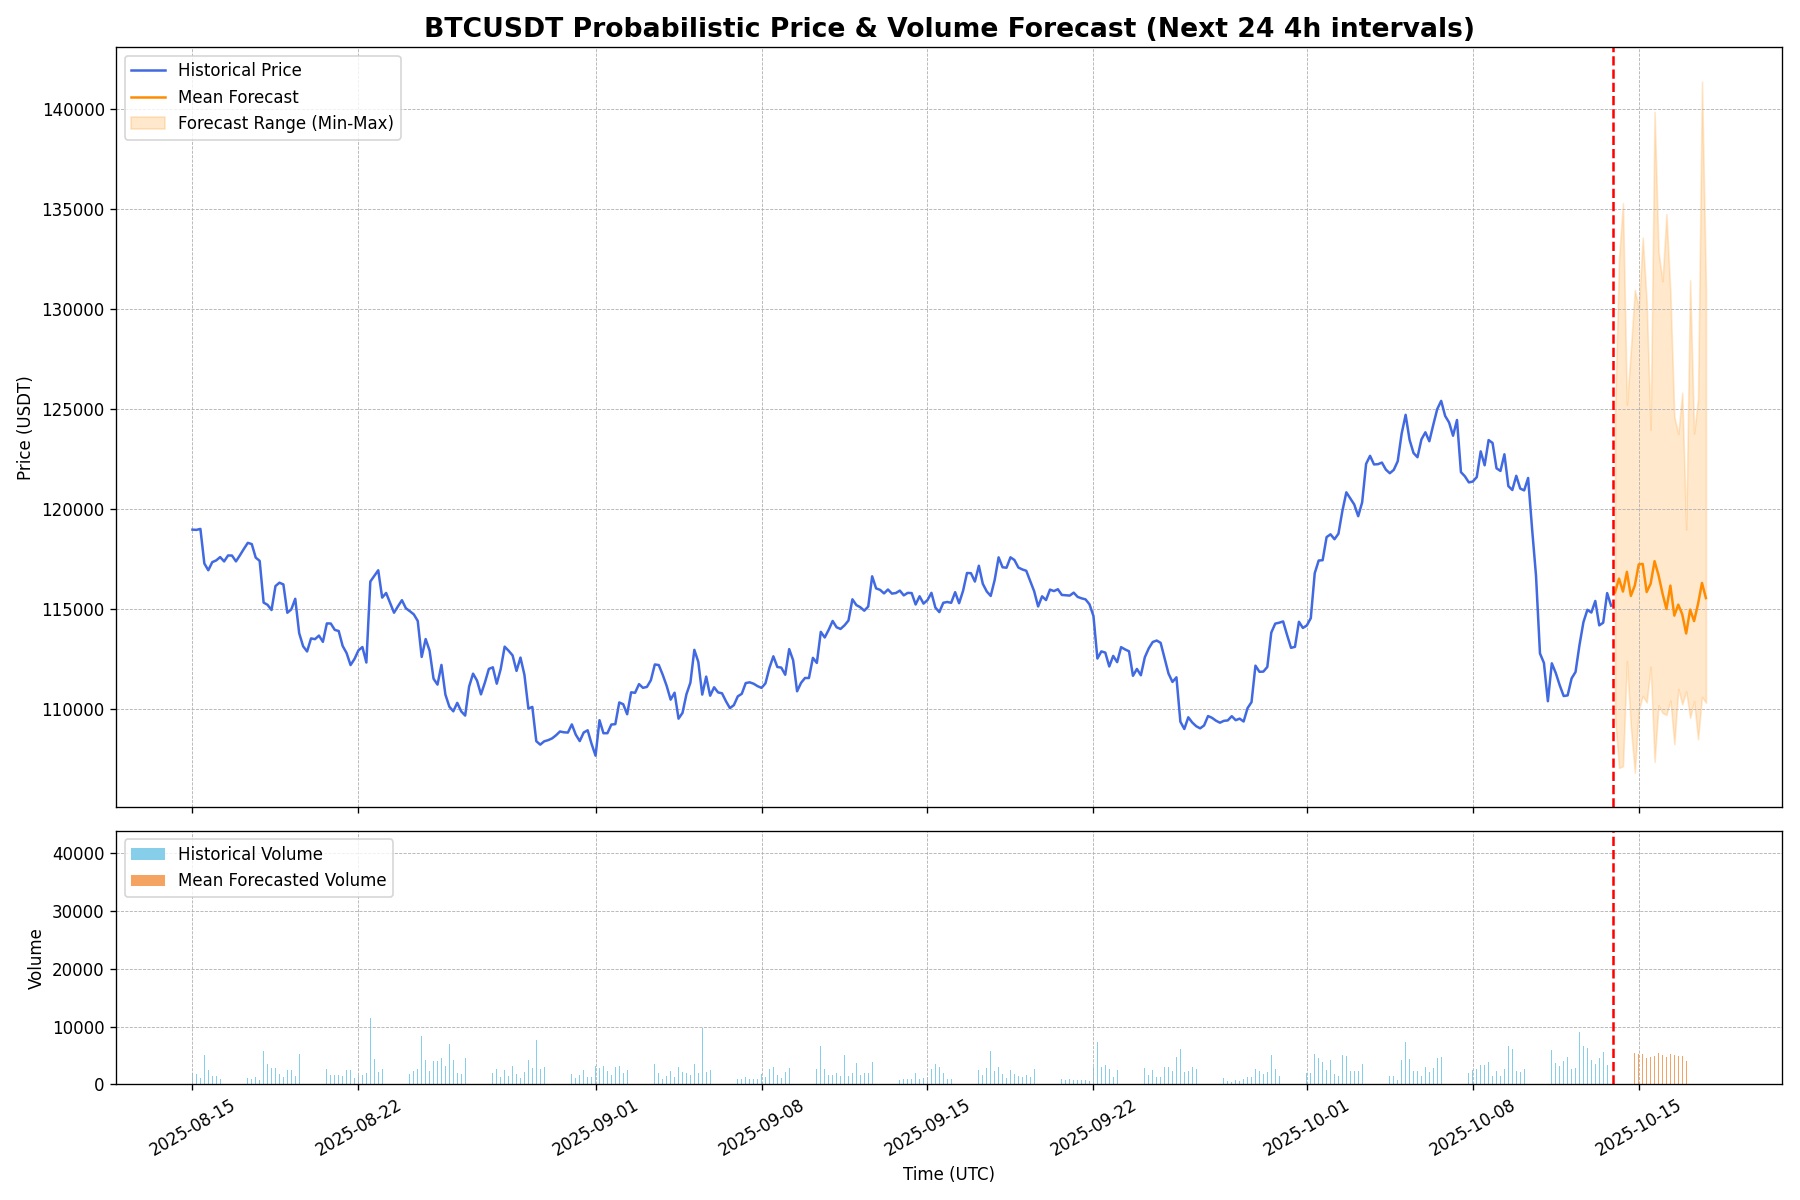 BTCUSDT Probabilistic Price & Volume Forecast (Next 24 4h intervals)
Historical Price
Mean Forecast
Forecast Range (Min-Max)
140000
135000
130000
125000
120000
115000
110000
Price (USDT)
Historical Volume
Mean Forecasted Volume
40000
30000
20000
10000
0
Volume
2025-08-15
2025-08-22
2025-09-01
2025-09-08
2025-09-15
2025-09-22
2025-10-01
2025-10-08
2025-10-15
Time (UTC)